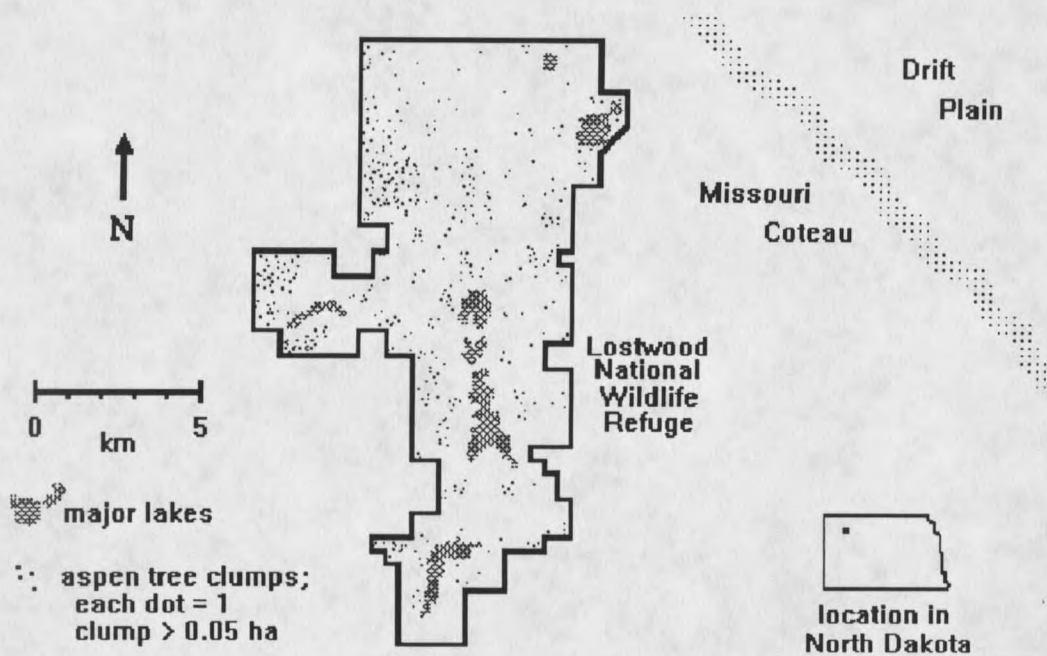 Drift
Plain
N
Missouri
Coteau
Lostwood
National
Wildlife
Refuge
0 5
km
major lakes
aspen tree clumps;
each dot = 1
clump > 0.05 ha
location in
North Dakota